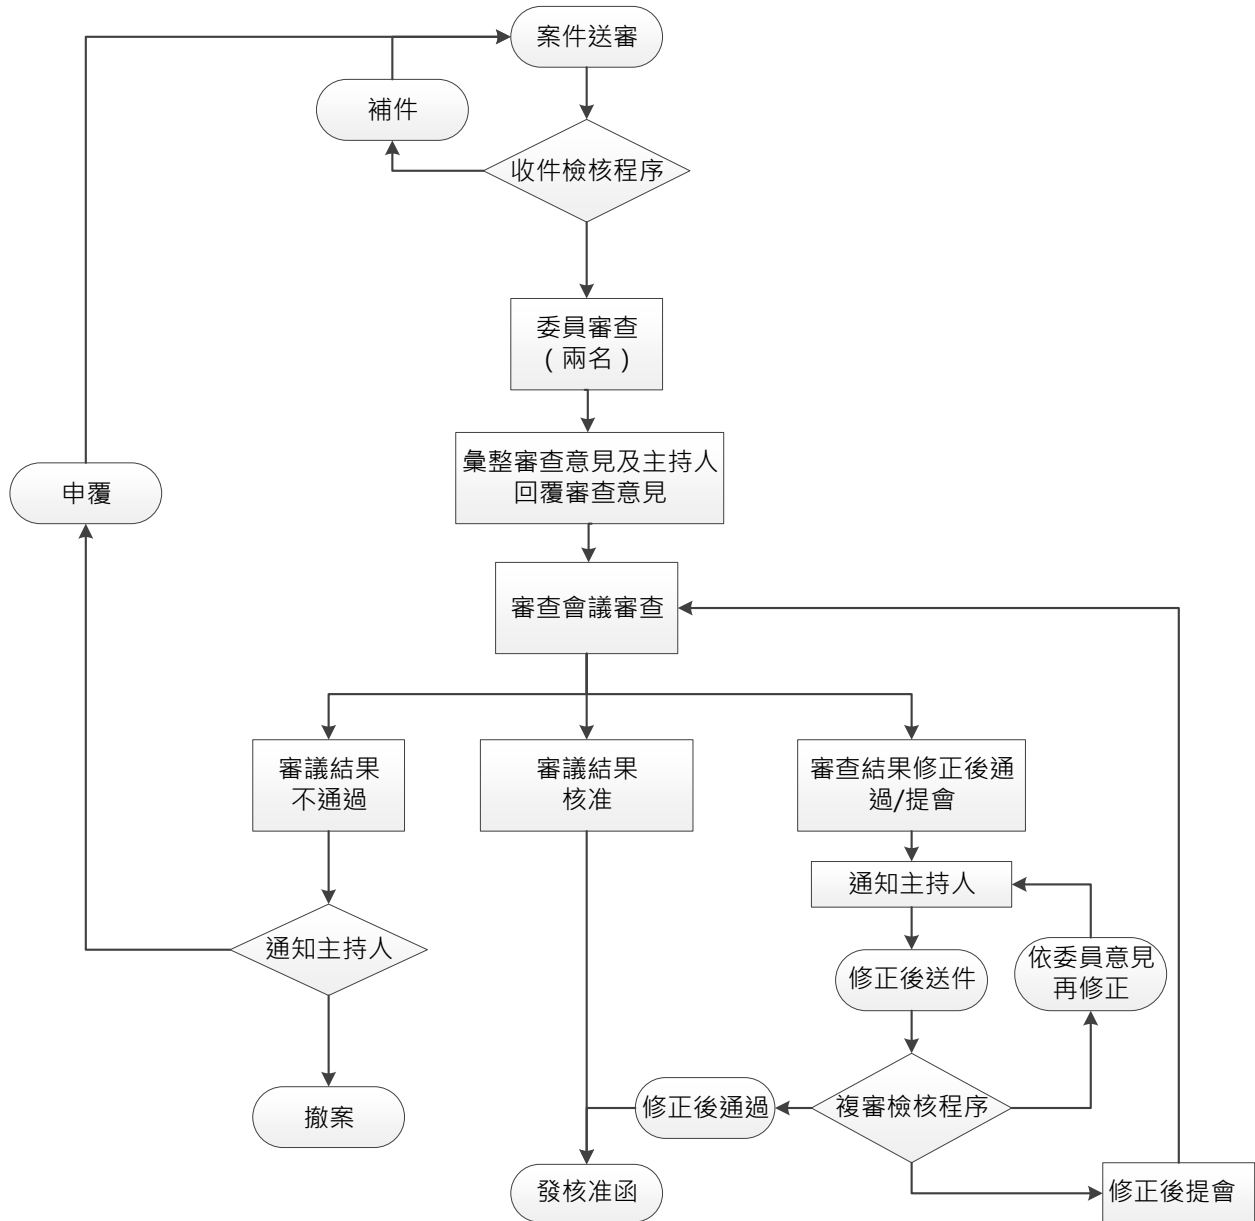 案件送審
補件
收件檢核程序
委員審查
(兩名)
彙整審查意見及主持人
回覆審查意見
申覆
審查會議審查
審議結果
不通過
審議結果
核准
審查結果修正後通
過/提會
通知主持人
通知主持人
修正後送件
依委員意見
再修正
撤案
修正後通過
複審檢核程序
發核准函
修正後提會